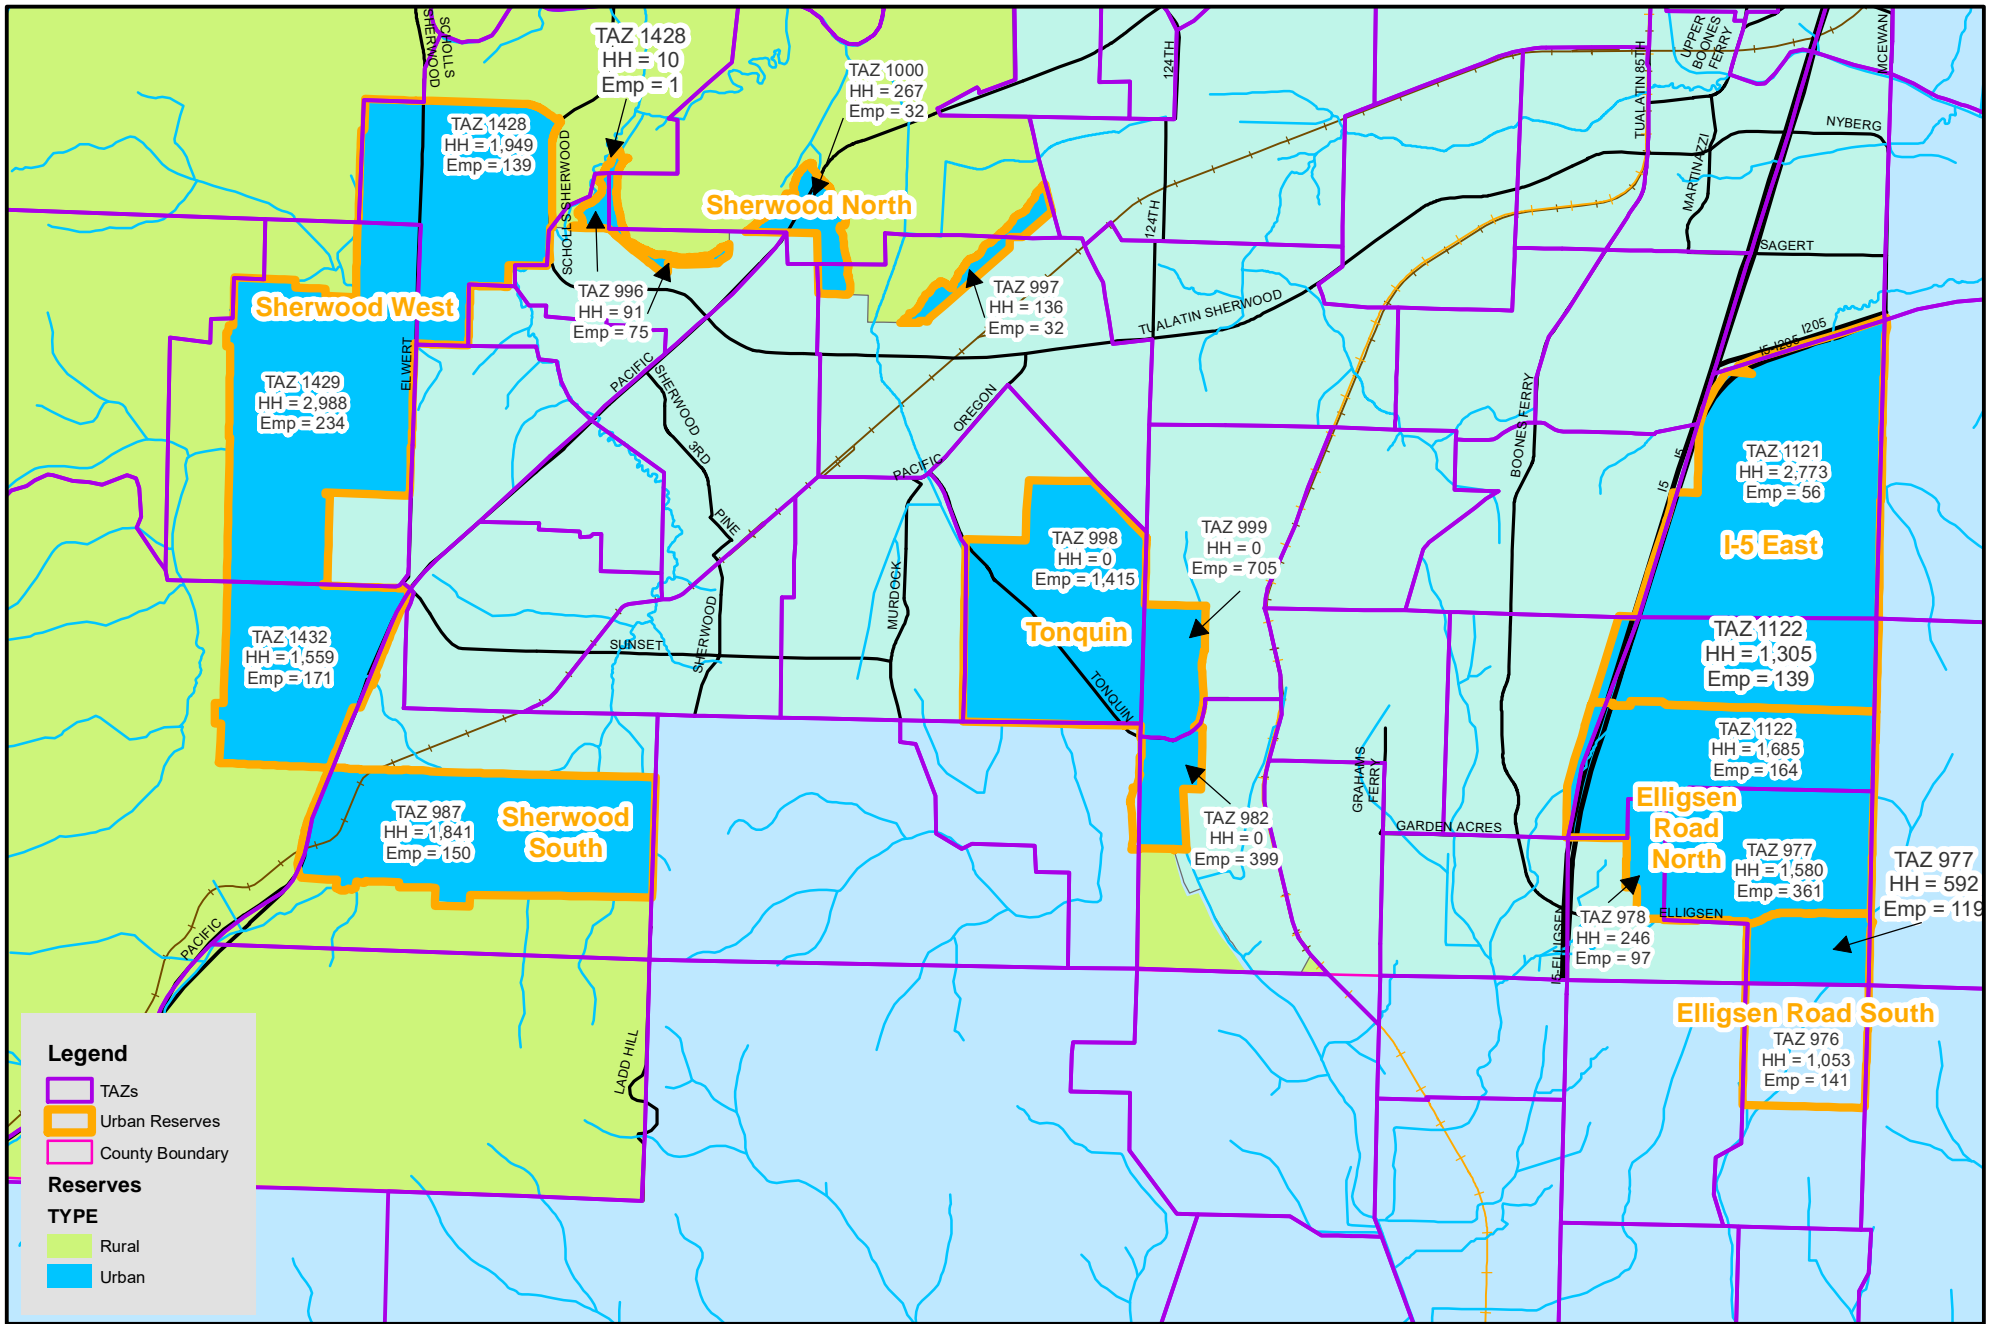 SCHOLLS
SHERWOOD
TAZ 1428
HH = 10
Emp = 1
TAZ 1000
HH = 267
Emp = 32
124TH
TUALATIN 85TH
UPPER
BOONES
FERRY
MCEWAN
TAZ 1428
HH = 1,949
Emp = 139
SCHOLLS SHERWOOD
Sherwood North
124TH
MARTINAZZI
NYBERG
SAGERT
TAZ 996
HH = 91
Emp = 75
TAZ 997
HH = 136
Emp = 32
TUALATIN SHERWOOD
Sherwood West
ELWERT
TAZ 1429
HH = 2,988
Emp = 234
PACIFIC
SHERWOOD
3RD
PINE
OREGON
PACIFIC
BOONES FERRY
I205
I5-I205
I5
I5
TAZ 1121
HH = 2,773
Emp = 56
I-5 East
TAZ 998
HH = 0
Emp = 1,415
TAZ 999
HH = 0
Emp = 705
Tonquin
TONQUIN
MURDOCK
SUNSET
SHERWOOD
TAZ 1432
HH = 1,559
Emp = 171
TAZ 1122
HH = 1,305
Emp = 139
TAZ 1122
HH = 1,685
Emp = 164
TAZ 987
HH = 1,841
Emp = 150
Sherwood
South
TAZ 982
HH = 0
Emp = 399
GRAHAMS
FERRY
GARDEN ACRES
Elligsen
Road
North
TAZ 977
HH = 1,580
Emp = 361
TAZ 977
HH = 592
Emp = 119
TAZ 978
HH = 246
Emp = 97
ELLIGSEN
I5-ELLIGSEN
PACIFIC
LADD HILL
Elligsen Road South
TAZ 976
HH = 1,053
Emp = 141
Legend
TAZs
Urban Reserves
County Boundary
Reserves
TYPE
Rural
Urban